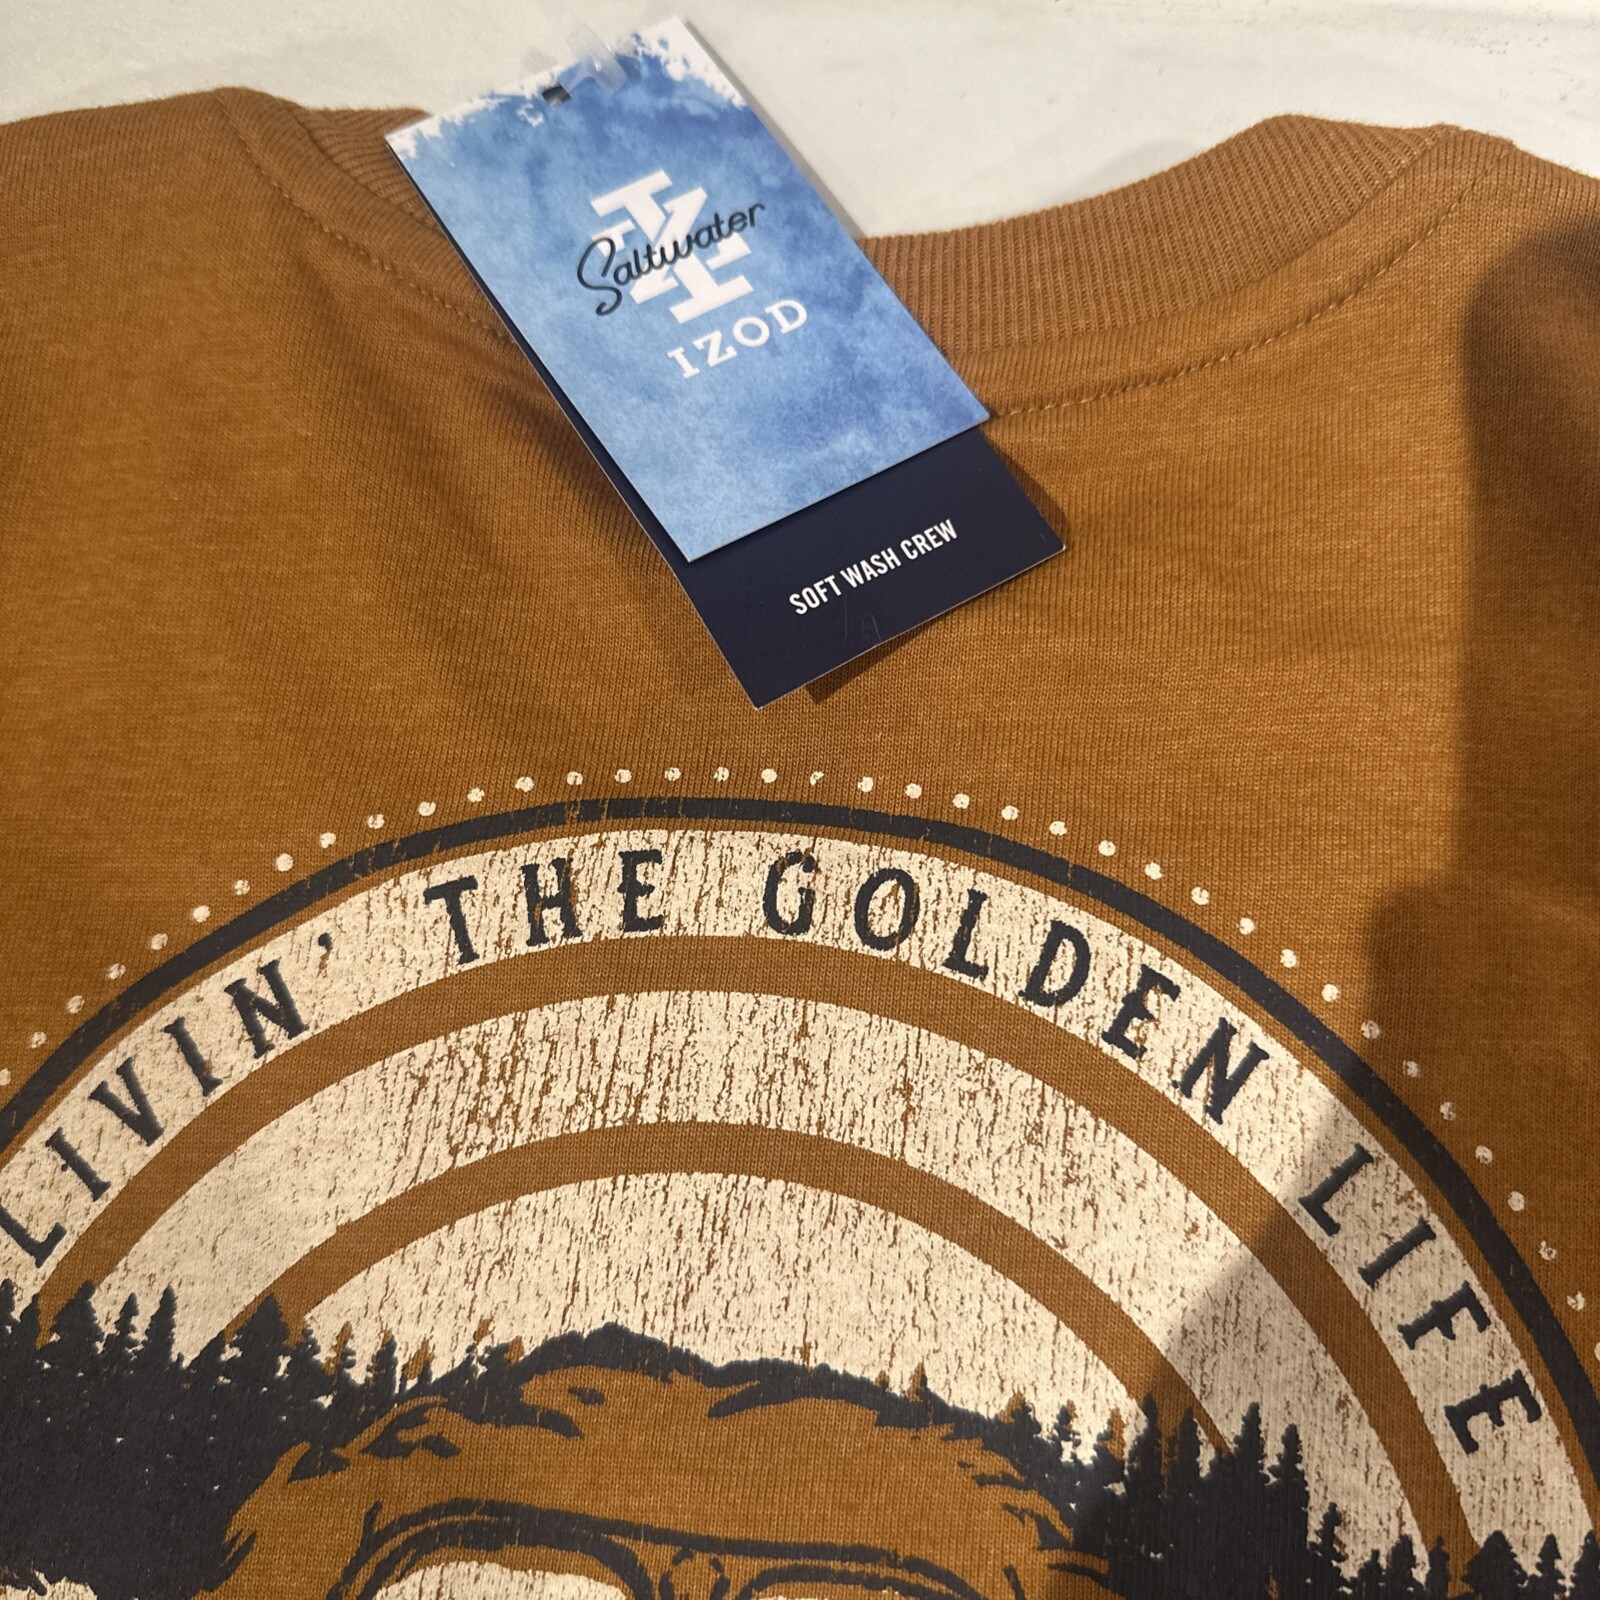 Saltwater
IZOD
SOFT WASH CREW
LIVIN' THE GOLDEN LIFE